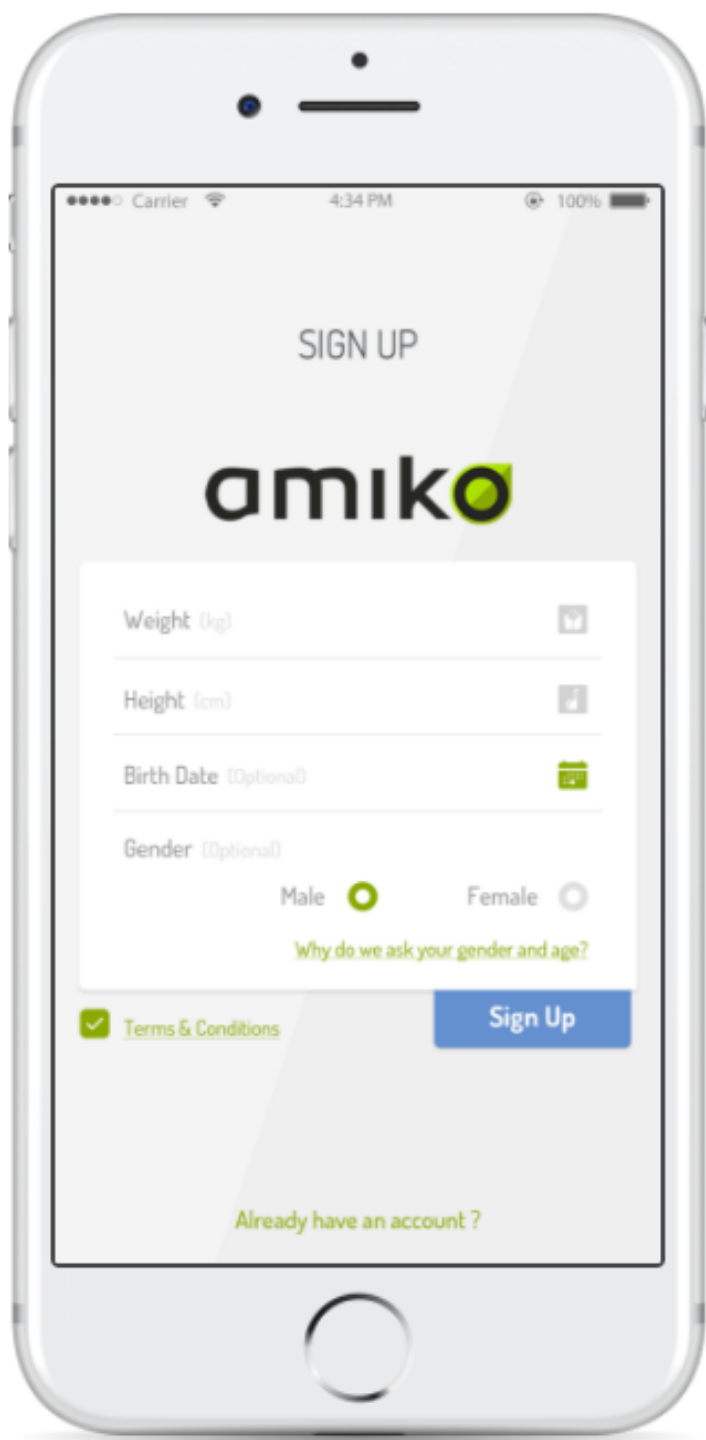 Carrier 4:34 PM 100%
SIGN UP
amiko
Weight (kg)
Height (cm)
Birth Date (Optional)
Gender (Optional)
Male Female
Why do we ask your gender and age?
Terms & Conditions
Sign Up
Already have an account ?